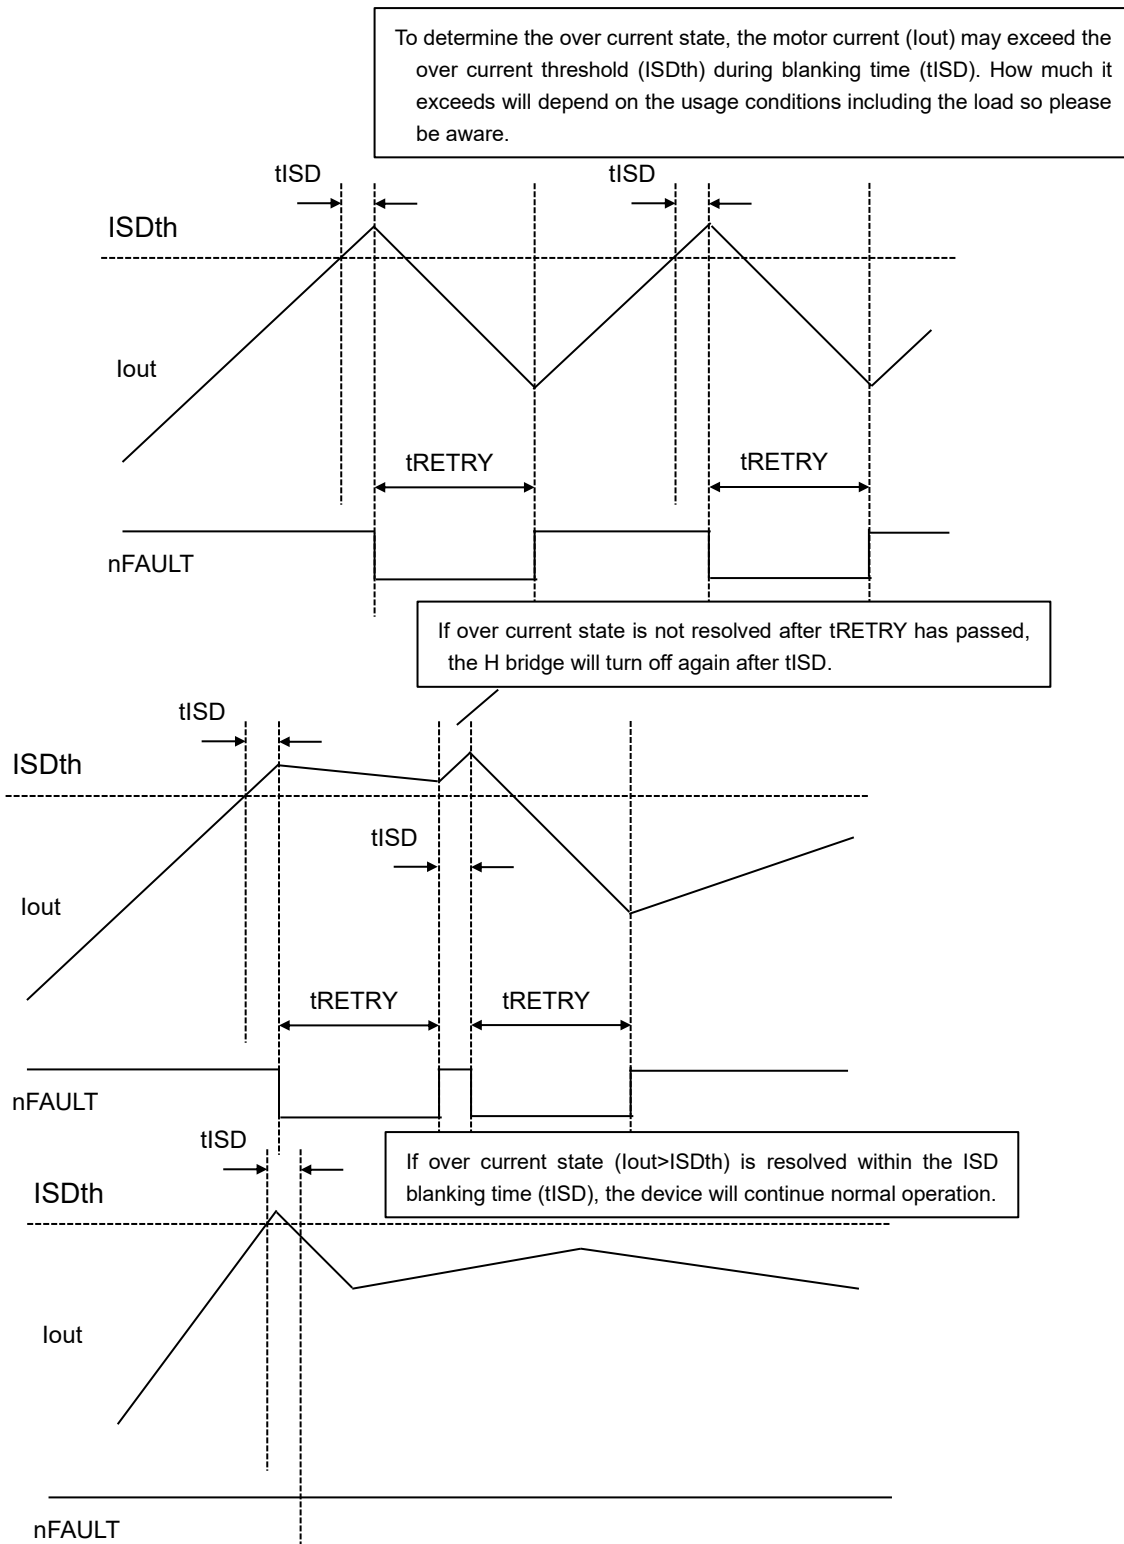 To determine the over current state, the motor current (Iout) may exceed the
over current threshold (ISDth) during blanking time (tISD). How much it
exceeds will depend on the usage conditions including the load so please
be aware.
tISD
tISD
ISDth
Iout
tRETRY
tRETRY
nFAULT
If over current state is not resolved after tRETRY has passed,
the H bridge will turn off again after tISD.
tISD
ISDth
tISD
Iout
tRETRY
tRETRY
nFAULT
tISD
If over current state (Iout>ISDth) is resolved within the ISD
blanking time (tISD), the device will continue normal operation.
ISDth
Iout
nFAULT